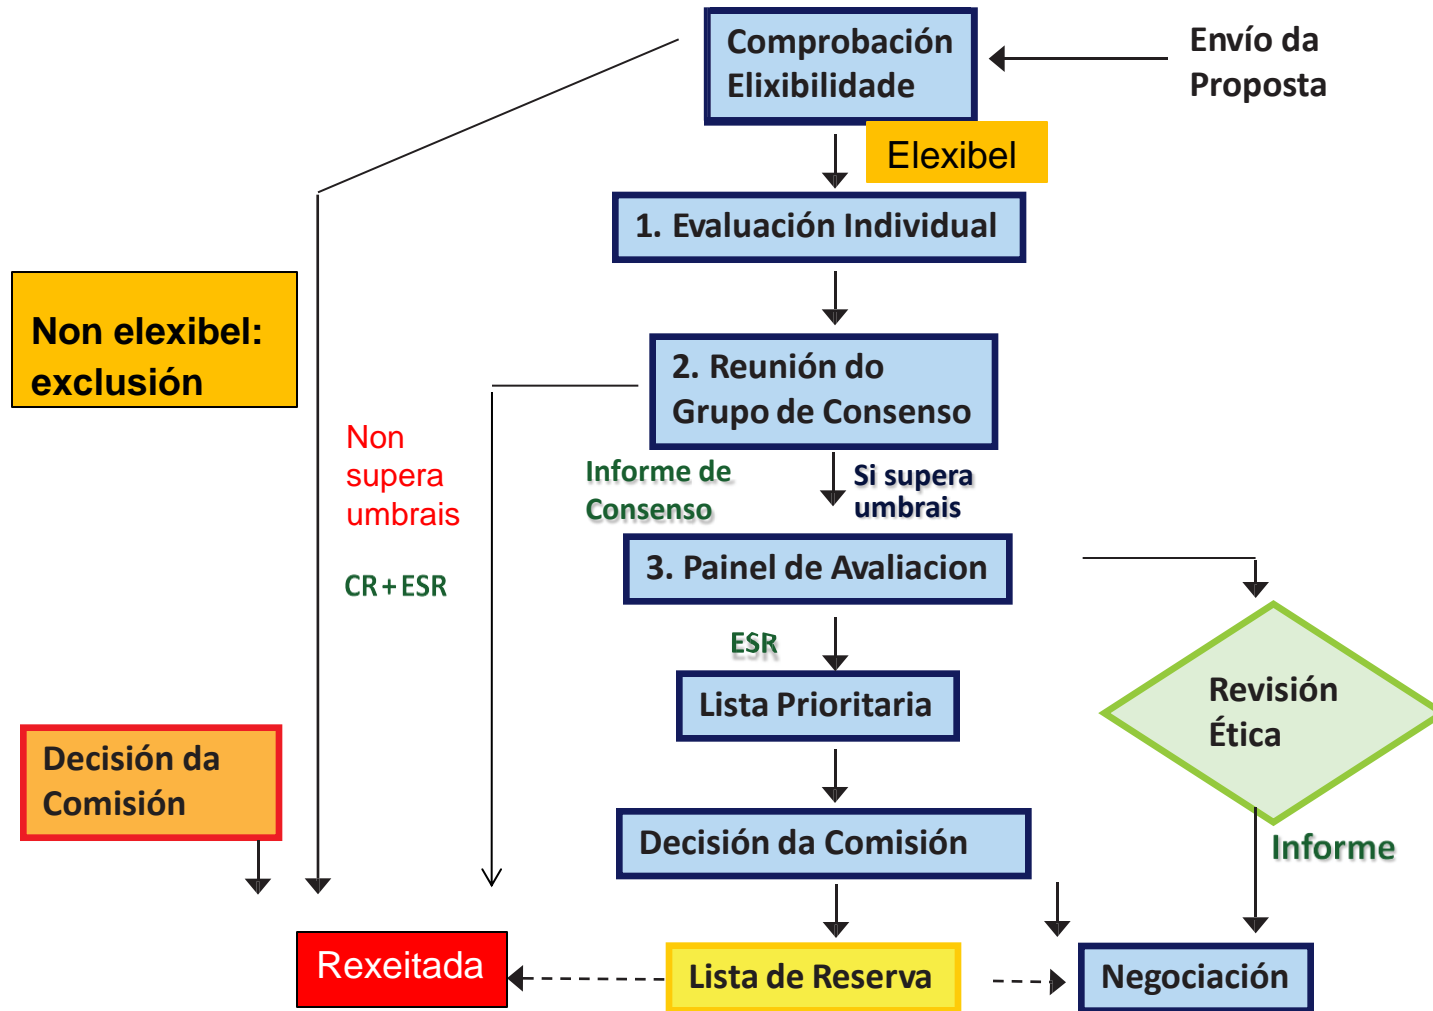 Comprobación
Elixibilidade
Envío da
Proposta
Elexibel
1. Evaluación Individual
Non elexibel:
exclusión
2. Reunión do
Grupo de Consenso
Non
supera
umbrais
CR + ESR
Informe de
Consenso
Si supera
umbrais
3. Painel de Avaliacion
ESR
Lista Prioritaria
Revisión
Ética
Decisión da
Comisión
Decisión da Comisión
Informe
Rexeitada
Lista de Reserva
Negociación